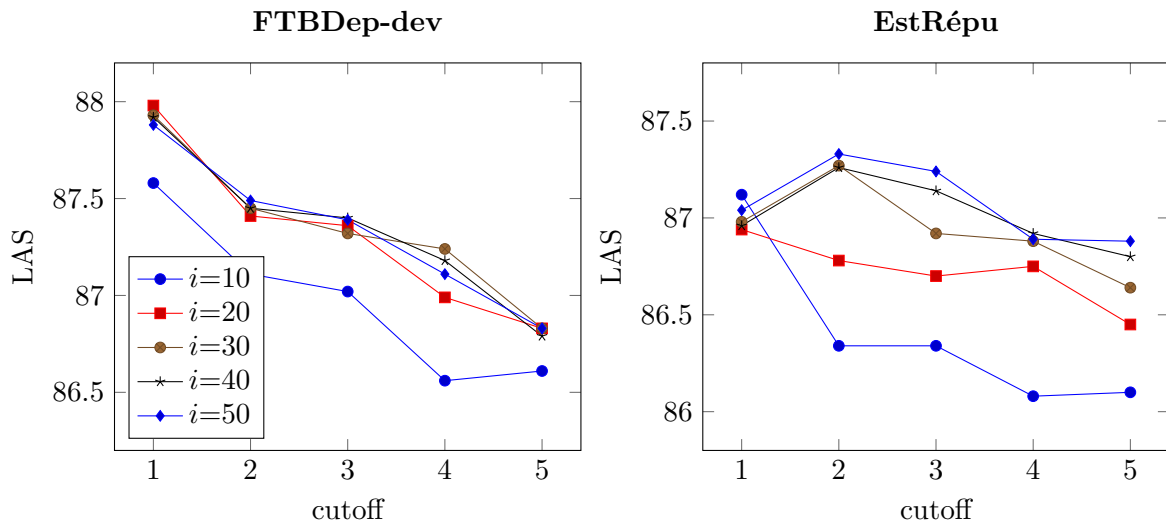 FTBDep-dev
LAS
88
87.5
87
86.5
i=10
i=20
i=30
i=40
i=50
1 2 3 4 5
cutoff
EstRépu
LAS
87.5
87
86.5
86
1 2 3 4 5
cutoff